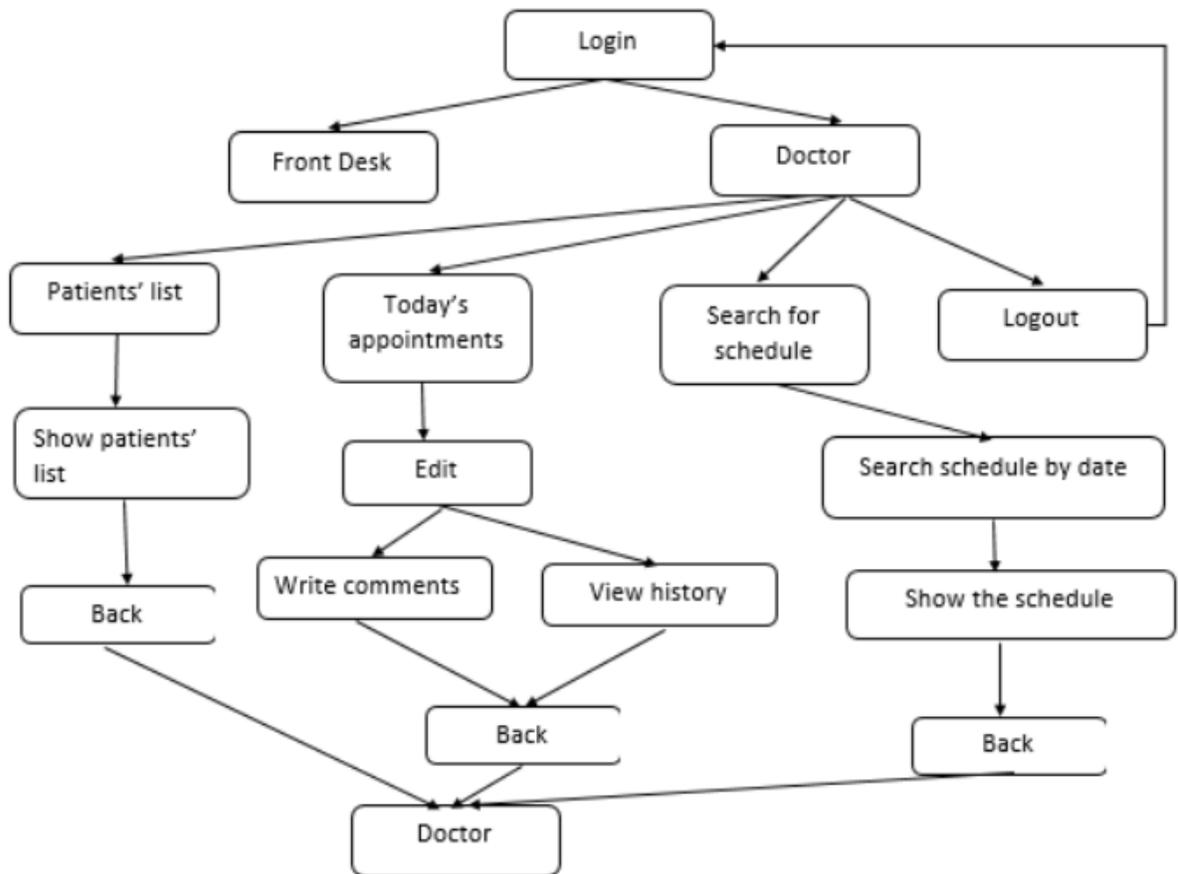 Login
Front Desk
Doctor
Patients’ list
Today’s
appointments
Search for
schedule
Logout
Show patients’
list
Edit
Search schedule by date
Write comments
View history
Show the schedule
Back
Back
Back
Doctor